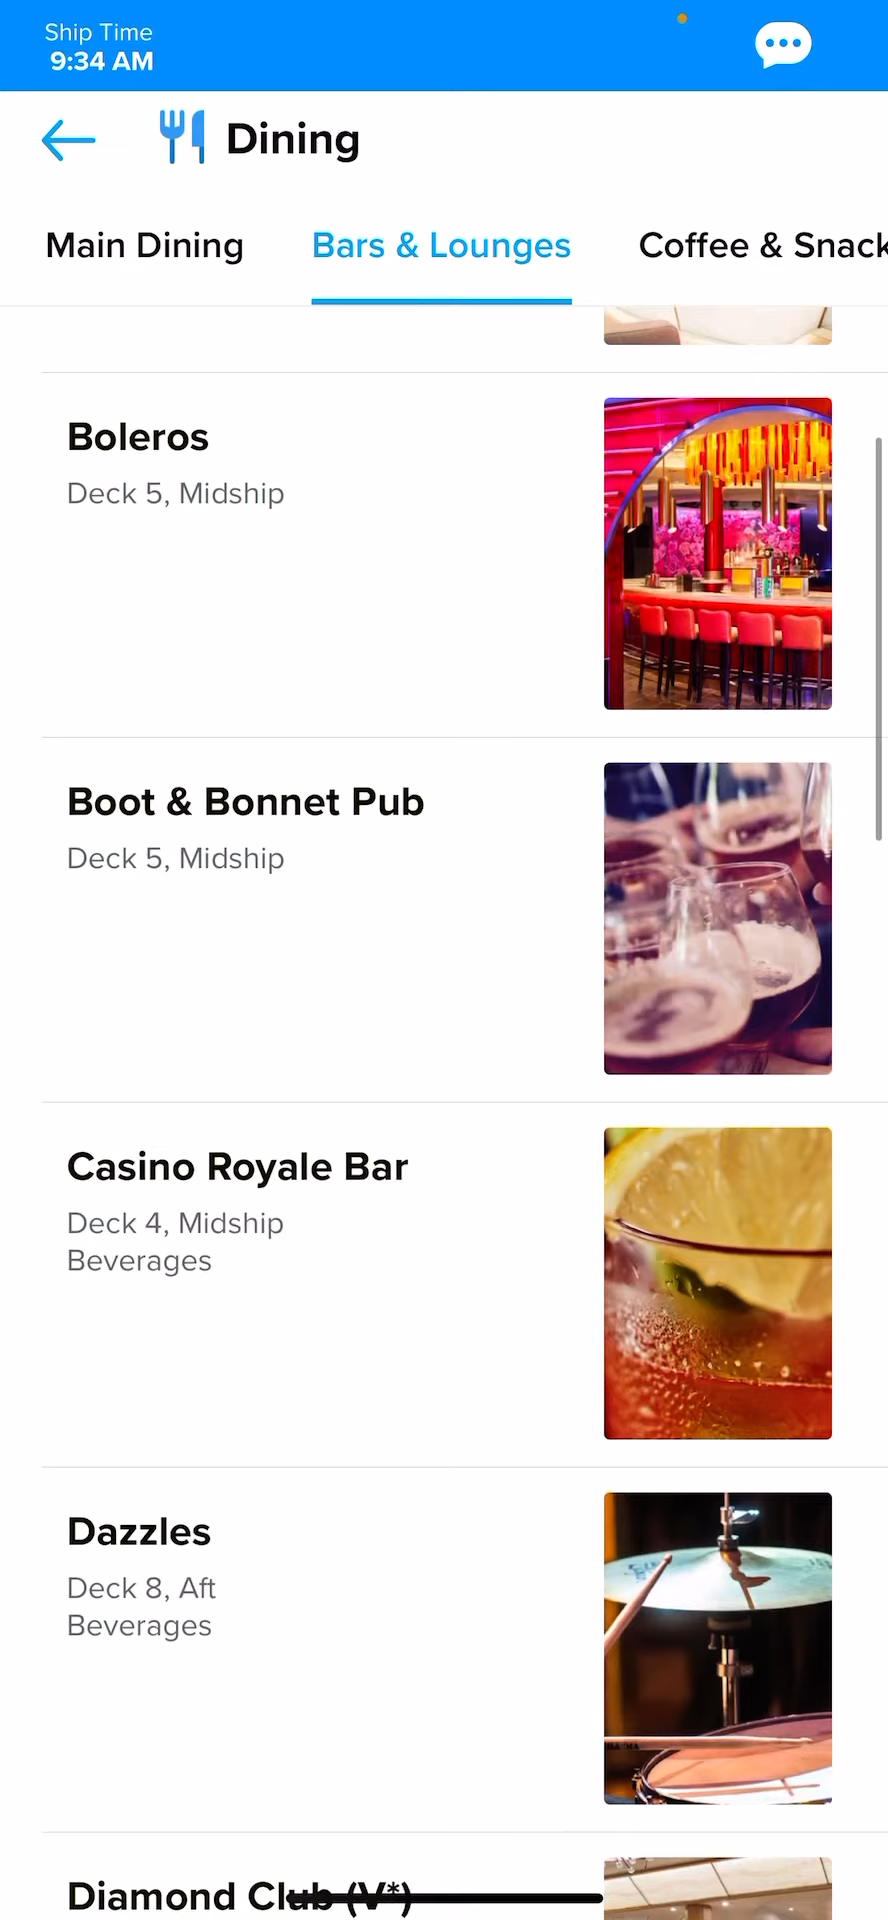 Ship Time
9:34 AM
Dining
Main Dining
Bars & Lounges
Coffee & Snack
Boleros
Deck 5, Midship
Boot & Bonnet Pub
Deck 5, Midship
Casino Royale Bar
Deck 4, Midship
Beverages
Dazzles
Deck 8, Aft
Beverages
Diamond Club (V*)